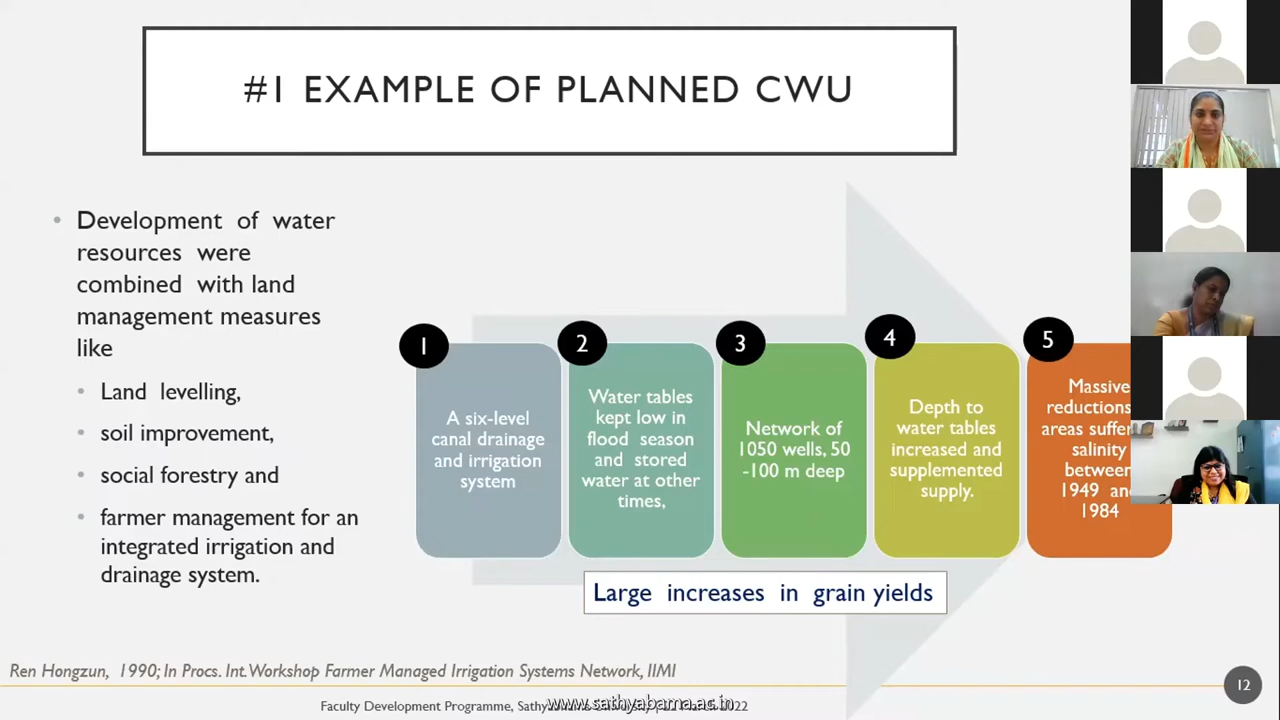 #1 EXAMPLE OF PLANNED CWU
• Development of water
resources were
combined with land
management measures
like
• Land levelling,
• soil improvement,
• social forestry and
• farmer management for an
integrated irrigation and
drainage system.
1
A six-level
canal drainage
and irrigation
system
2
Water tables
kept low in
flood season
and stored
water at other
times,
3
Network of
1050 wells, 50
-100 m deep
4
Depth to
water tables
increased and
supplemented
supply.
5
Massive
reductions
areas
salinity
between
1949
1984
Large increases in grain yields
Ren Hongzun, 1990; In Procs. Int. Workshop Farmer Managed Irrigation Systems Network, IIMI
12
Faculty Development Programme, March 2022
www.sathyabama.ac.in